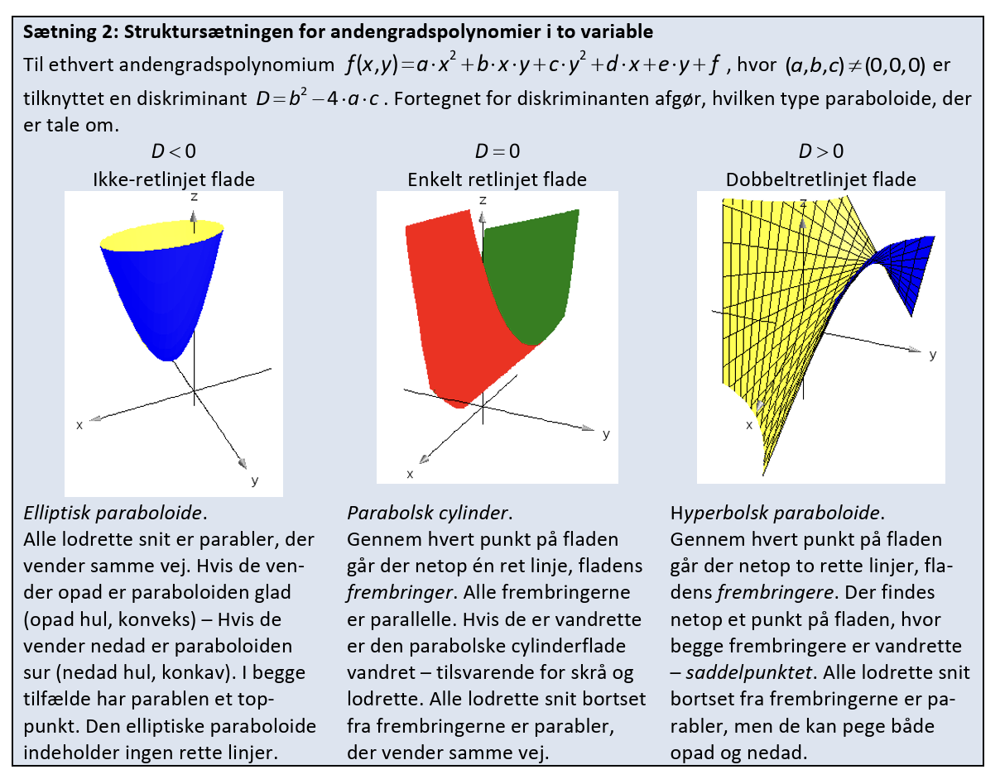 Sætning 2: Struktursætningen for andengradspolynomier i to variable
Til ethvert andengradspolynomium f(x,y)=a·x²+b·x·y+c·y²+d·x+e·y+f , hvor (a,b,c)≠(0,0,0) er
tilknyttet en diskriminant D=b²−4·a·c . Fortegnet for diskriminanten afgør, hvilken type paraboloide, der
er tale om.
D<0
Ikke-retlinjet flade
z
x
y
Elliptisk paraboloide.
Alle lodrette snit er parabler, der
vender samme vej. Hvis de ven-
der opad er paraboloiden glad
(opad hul, konveks) – Hvis de
vender nedad er paraboloiden
sur (nedad hul, konkav). I begge
tilfælde har parablen et top-
punkt. Den elliptiske paraboloide
indeholder ingen rette linjer.
D=0
Enkelt retlinjet flade
z
y
x
Parabolsk cylinder.
Gennem hvert punkt på fladen
går der netop én ret linje, fladens
frembringer. Alle frembringerne
er parallelle. Hvis de er vandrette
er den parabolske cylinderflade
vandret – tilsvarende for skrå og
lodrette. Alle lodrette snit bortset
fra frembringerne er parabler,
der vender samme vej.
D>0
Dobbeltretlinjet flade
z
y
x
Hyperbolsk paraboloide.
Gennem hvert punkt på fladen
går der netop to rette linjer, fla-
dens frembringere. Der findes
netop et punkt på fladen, hvor
begge frembringere er vandrette
– saddelpunktet. Alle lodrette snit
bortset fra frembringerne er pa-
rabler, men de kan pege både
opad og nedad.